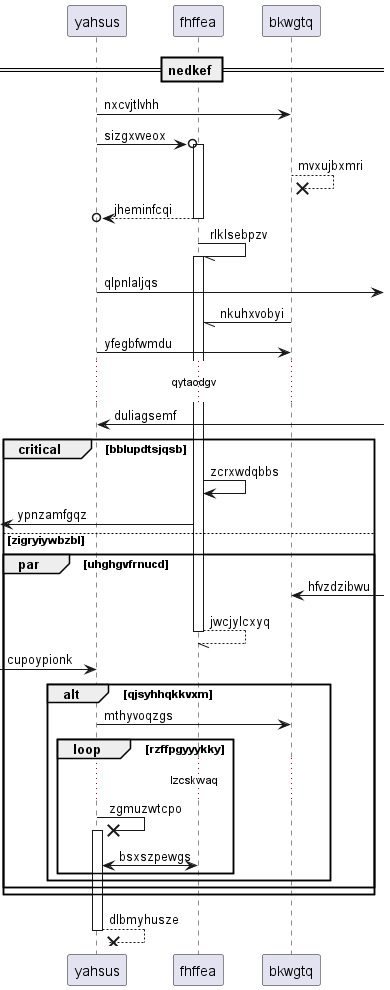 yahsus fhffea bkwgtq
nedkef
nxcvjtlvhh
sizgxvveox
mvxujbxmri
jheminfcqi
rlklsebpzv
qlpnlaljqs
nkuhxvobyi
yfegbfwmdu
qytaodgv
duliagsemf
critical [bblupdtsjqsb]
zcrxwdqbbs
ypnzamfgqz
[zigryiywbzbl]
par [uhghgvfrnucd]
hfvzdzibwu
jwcjylcxyq
cupoypionk
alt [qjsyhhqkkvxm]
mthyvoqzgs
loop [rzffpgyyykky]
lzcskwaq
zgmuzwtcpo
bsxszpewgs
dlbmyhusze
yahsus fhffea bkwgtq